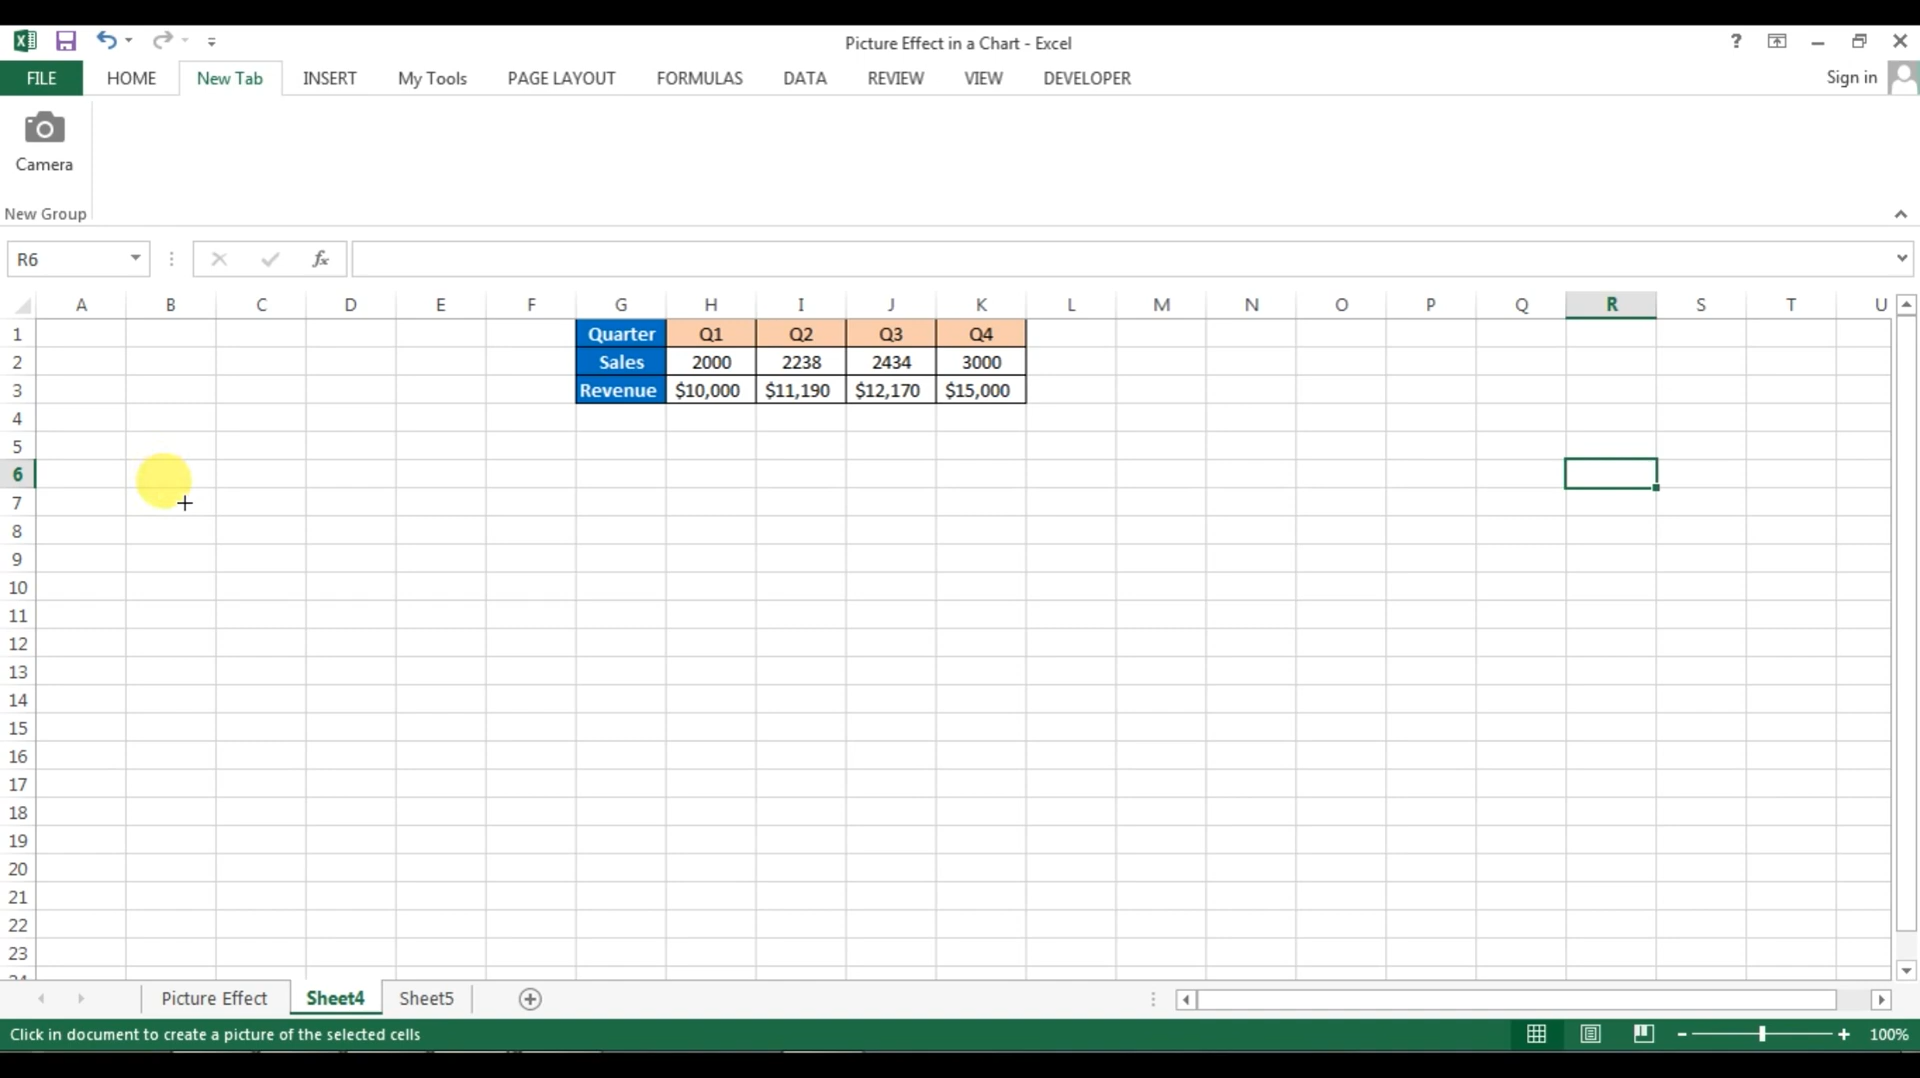 Picture Effect in a Chart - Excel
?
FILE HOME New Tab INSERT My Tools PAGE LAYOUT FORMULAS DATA REVIEW VIEW DEVELOPER Sign in
Camera
New Group
R6 fx
A B C D E F G H I J K L M N O P Q R S T U
1 Quarter Q1 Q2 Q3 Q4
2 Sales 2000 2238 2434 3000
3 Revenue $10,000 $11,190 $12,170 $15,000
4
5
6
7
8
9
10
11
12
13
14
15
16
17
18
19
20
21
22
23
24
Picture Effect Sheet4 Sheet5
Click in document to create a picture of the selected cells 100%